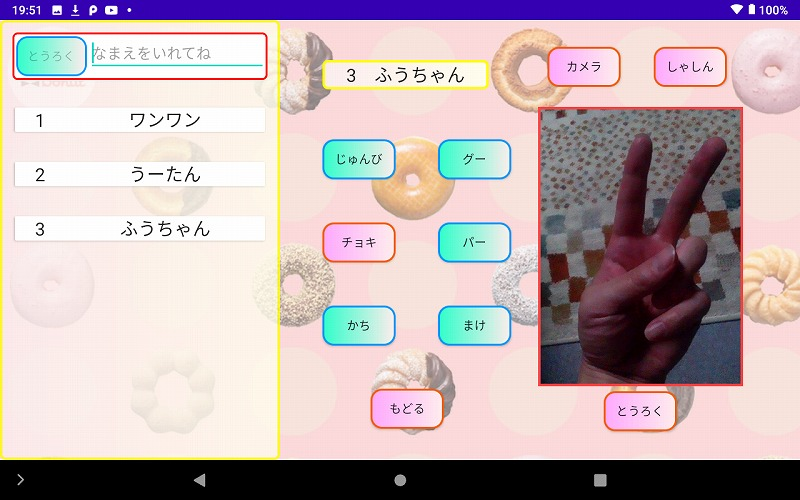 19:51
100%
とうろく なまえをいれてね
1 ワンワン
2 うーたん
3 ふうちゃん
3 ふうちゃん
カメラ しゃしん
じゅんび グー
チョキ パー
かち まけ
もどる とうろく